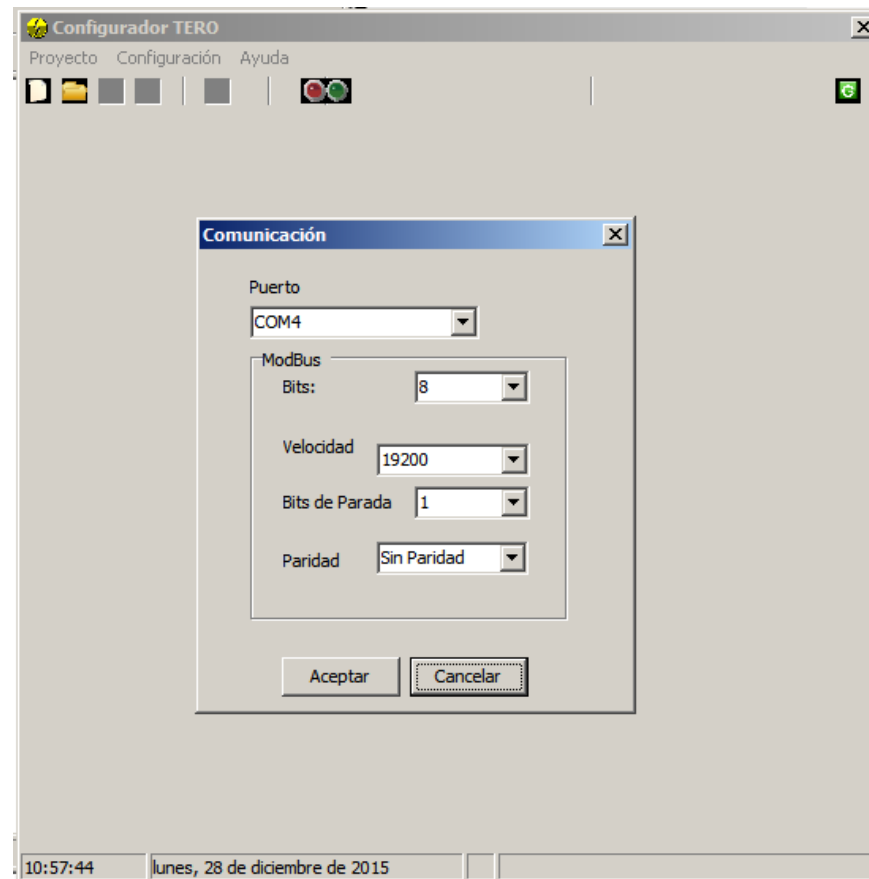 Configurador TERO
Proyecto Configuración Ayuda
Comunicación
Puerto
COM4
ModBus
Bits: 8
Velocidad 19200
Bits de Parada 1
Paridad Sin Paridad
Aceptar Cancelar
10:57:44 lunes, 28 de diciembre de 2015